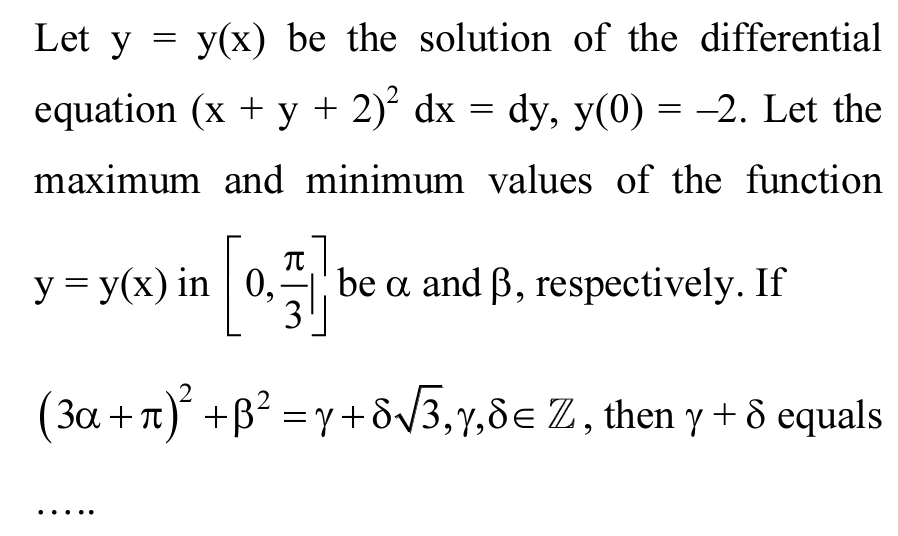 Let y = y(x) be the solution of the differential
equation (x + y + 2)² dx = dy, y(0) = –2. Let the
maximum and minimum values of the function
y = y(x) in [0, π/3] be α and β, respectively. If
(3α + π)² + β² = γ + δ√3, γ, δ ∈ ℤ, then γ + δ equals
.....